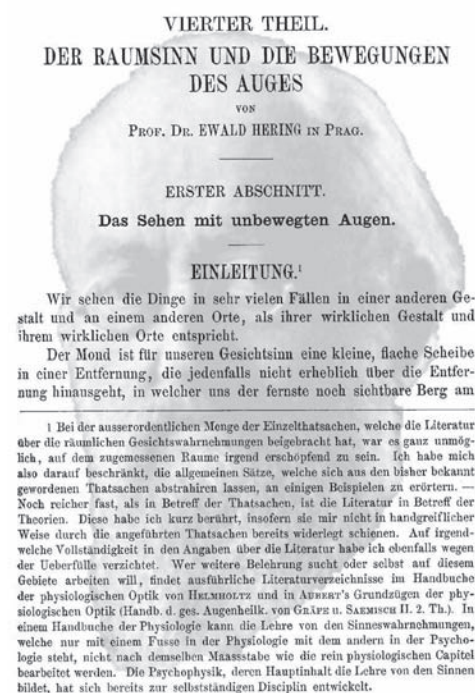 VIERTER THEIL.
DER RAUMSINN UND DIE BEWEGUNGEN
DES AUGES
VON
PROF. DR. EWALD HERING IN PRAG.
ERSTER ABSCHNITT.
Das Sehen mit unbewegten Augen.
EINLEITUNG.¹
Wir sehen die Dinge in sehr vielen Fällen in einer anderen Ge-
stalt und an einem anderen Orte, als ihrer wirklichen Gestalt und
ihrem wirklichen Orte entspricht.
Der Mond ist für unseren Gesichtsinn eine kleine, flache Scheibe
in einer Entfernung, die jedenfalls nicht erheblich über die Entfer-
nung hinausgeht, in welcher uns der fernste noch sichtbare Berg am
1 Bei der ausserordentlichen Menge der Einzelthatsachen, welche die Literatur
über die räumlichen Gesichtswahrnehmungen beigebracht hat, war es ganz unmög-
lich, auf dem zugemessenen Raume irgend erschöpfend zu sein. Ich habe mich
also darauf beschränkt, die allgemeinen Sätze, welche sich aus den bisher bekannt
gewordenen Thatsachen abstrahiren lassen, an einigen Beispielen zu erörtern. —
Noch reicher fast, als in Betreff der Thatsachen, ist die Literatur in Betreff der
Theorien. Diese habe ich kurz berührt, insofern sie mir nicht in handgreiflicher
Weise durch die angeführten Thatsachen bereits widerlegt schienen. Auf irgend-
welche Vollständigkeit in den Angaben über die Literatur habe ich ebenfalls wegen
der Ueberfülle verzichtet. Wer weitere Belehrung sucht oder selbst auf diesem
Gebiete arbeiten will, findet ausführliche Literaturverzeichnisse im Handbuche
der physiologischen Optik von HELMHOLTZ und in AUBERT's Grundzügen der phy-
siologischen Optik (Handb. d. ges. Augenheilk. von GRÄFE u. SAEMISCH II. 2. Th.). In
einem Handbuche der Physiologie kann die Lehre von den Sinneswahrnehmungen,
welche nur mit einem Fusse in der Physiologie mit dem andern in der Psycho-
logie steht, nicht nach demselben Maassstabe wie die rein physiologischen Capitel
bearbeitet werden. Die Psychophysik, deren Hauptinhalt die Lehre von den Sinnen
bildet, hat sich bereits zur selbstständigen Disciplin entwickelt.